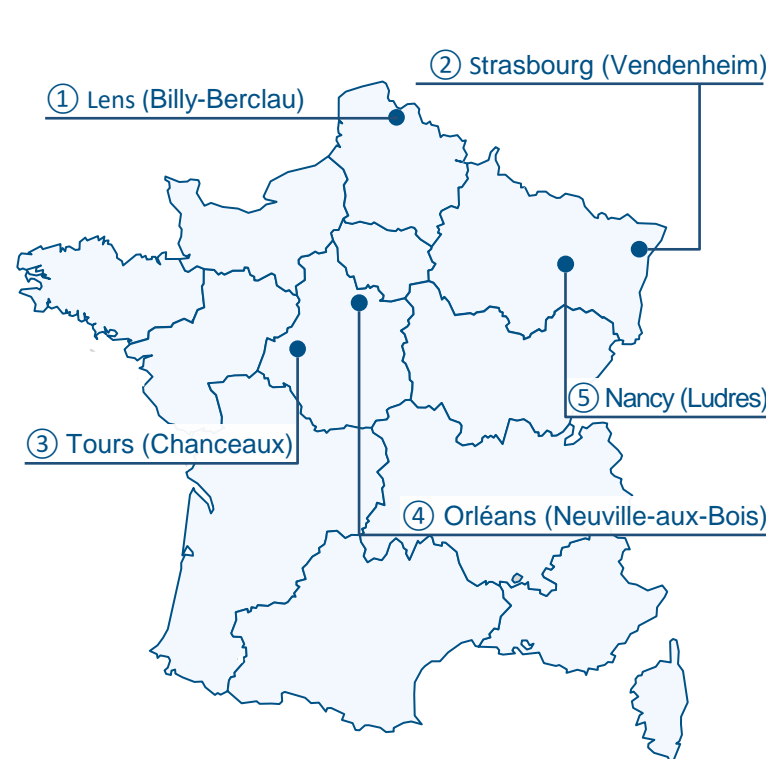 ② Strasbourg (Vendenheim)
① Lens (Billy-Berclau)
⑤ Nancy (Ludres)
③ Tours (Chanceaux)
④ Orléans (Neuville-aux-Bois)